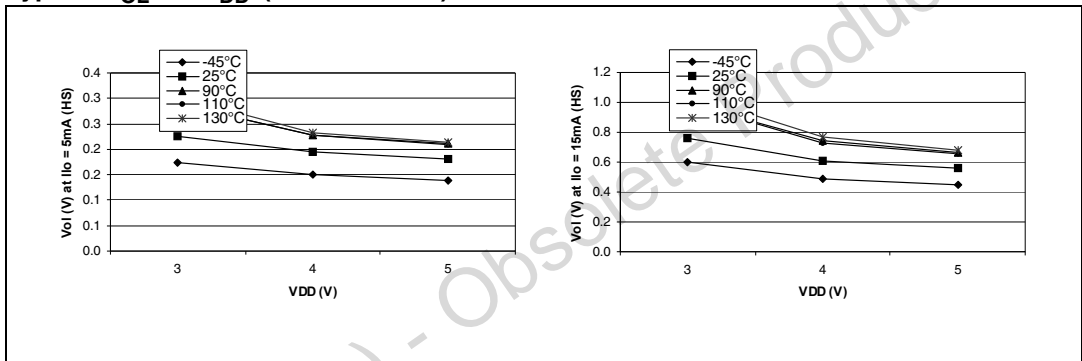 -45°C
25°C
90°C
110°C
130°C
0.4
0.3
0.3
0.2
0.2
0.1
0.1
0.0
3
4
5
VDD (V)
Vol (V) at Ilo = 5mA (HS)
-45°C
25°C
90°C
110°C
130°C
1.2
1.0
0.8
0.6
0.4
0.2
0.0
3
4
5
VDD (V)
Vol (V) at Ilo = 15mA (HS)
) - Obsolete Produc